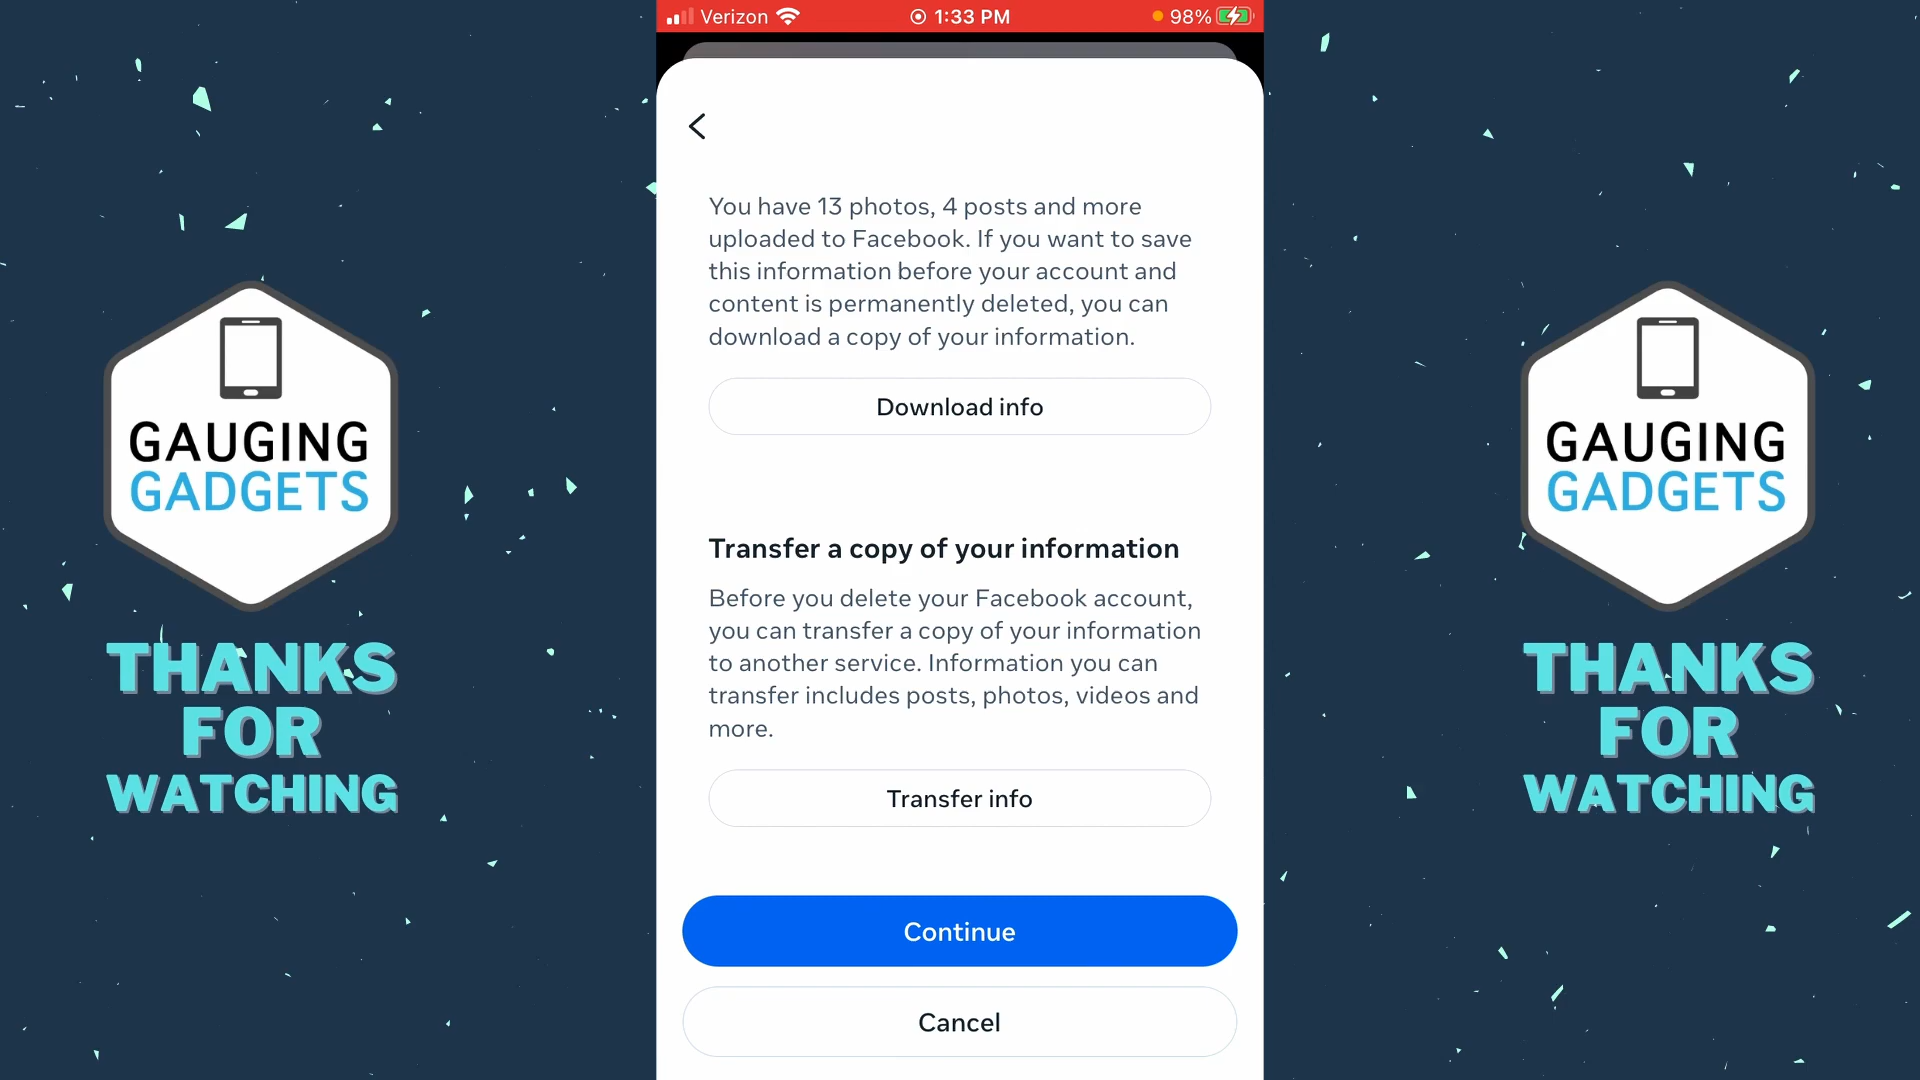 Verizon 1:33 PM 98%
You have 13 photos, 4 posts and more
uploaded to Facebook. If you want to save
this information before your account and
content is permanently deleted, you can
download a copy of your information.
Download info
Transfer a copy of your information
Before you delete your Facebook account,
you can transfer a copy of your information
to another service. Information you can
transfer includes posts, photos, videos and
more.
Transfer info
Continue
Cancel
GAUGING
GADGETS
THANKS
FOR
WATCHING
GAUGING
GADGETS
THANKS
FOR
WATCHING